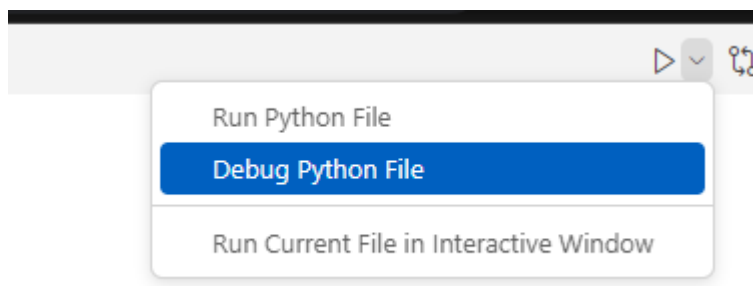 Run Python File
Debug Python File
Run Current File in Interactive Window